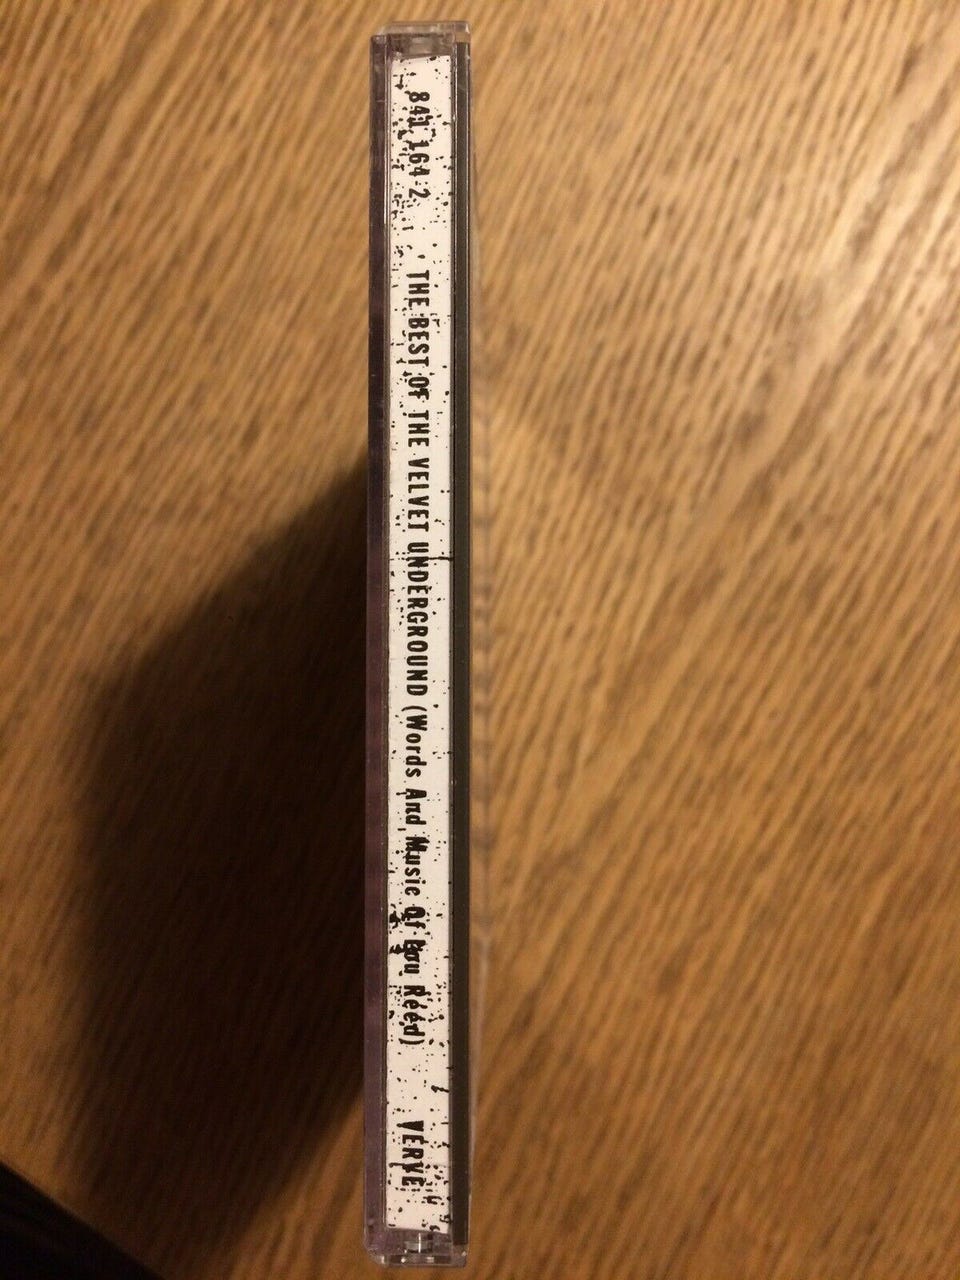 841 164-2 THE BEST OF THE VELVET UNDERGROUND (Words And Music Of Lou Reed) VERVE